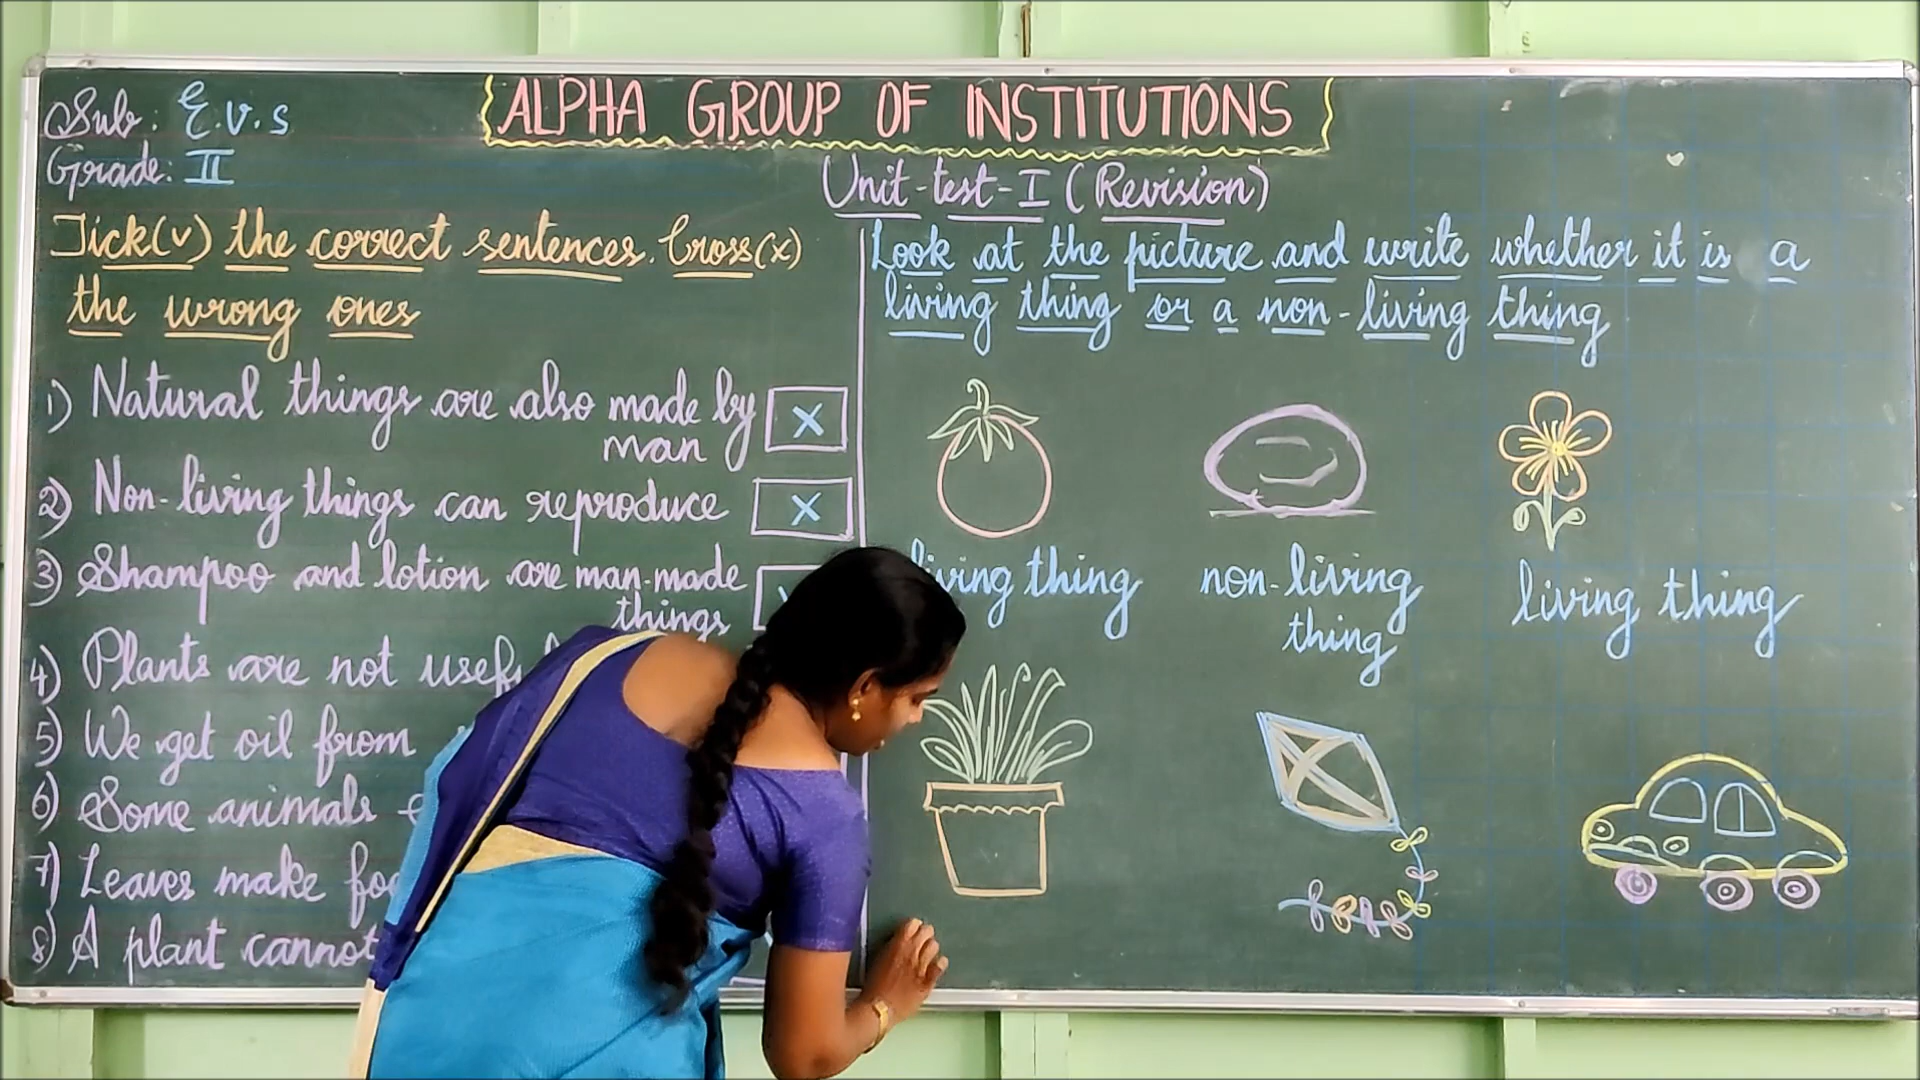 Sub: E.V.S
Grade: II
ALPHA GROUP OF INSTITUTIONS
Unit-test-I (Revision)
Tick(v) the correct sentences. Cross(x)
the wrong ones
1) Natural things are also made by
man
X
2) Non-living things can reproduce
X
3) Shampoo and lotion are man-made
things
4) Plants are not
5) We get oil from
6) Some animals
7) Leaves make
8) A plant cannot
Look at the picture and write whether it is a
living thing or a non-living thing
living thing
non-living
thing
living thing